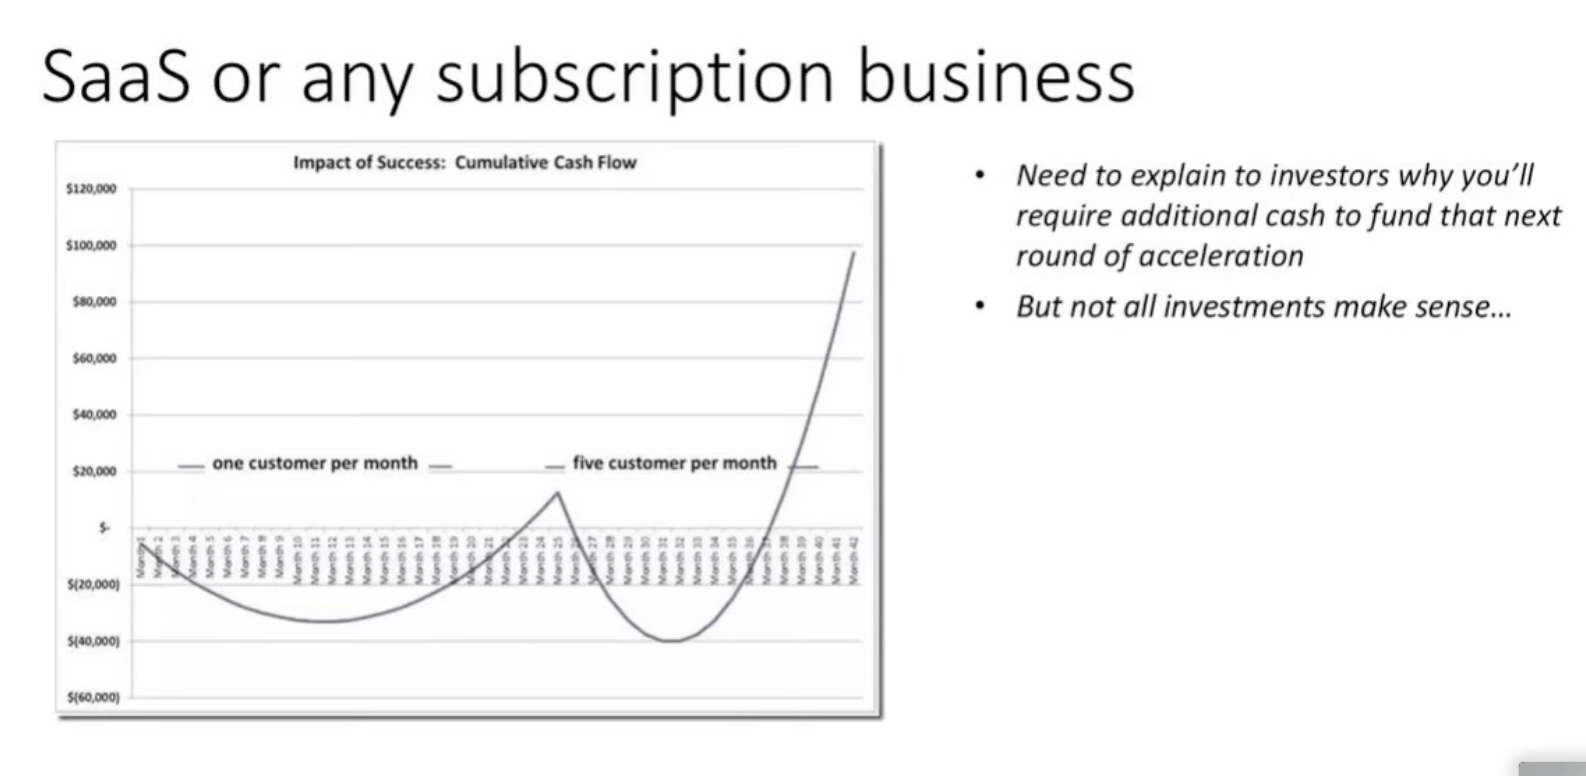 SaaS or any subscription business
Impact of Success: Cumulative Cash Flow
$120,000
$100,000
$80,000
$60,000
$40,000
$20,000
$-
$(20,000)
$(40,000)
$(60,000)
one customer per month
five customer per month
Month 1
Month 2
Month 3
Month 4
Month 5
Month 6
Month 7
Month 8
Month 9
Month 10
Month 11
Month 12
Month 13
Month 14
Month 15
Month 16
Month 17
Month 18
Month 19
Month 20
Month 21
Month 22
Month 23
Month 24
Month 25
Month 26
Month 27
Month 28
Month 29
Month 30
Month 31
Month 32
Month 33
Month 34
Month 35
Month 36
Month 37
Month 38
Month 39
Month 40
Month 41
Month 42
• Need to explain to investors why you’ll
require additional cash to fund that next
round of acceleration
• But not all investments make sense…